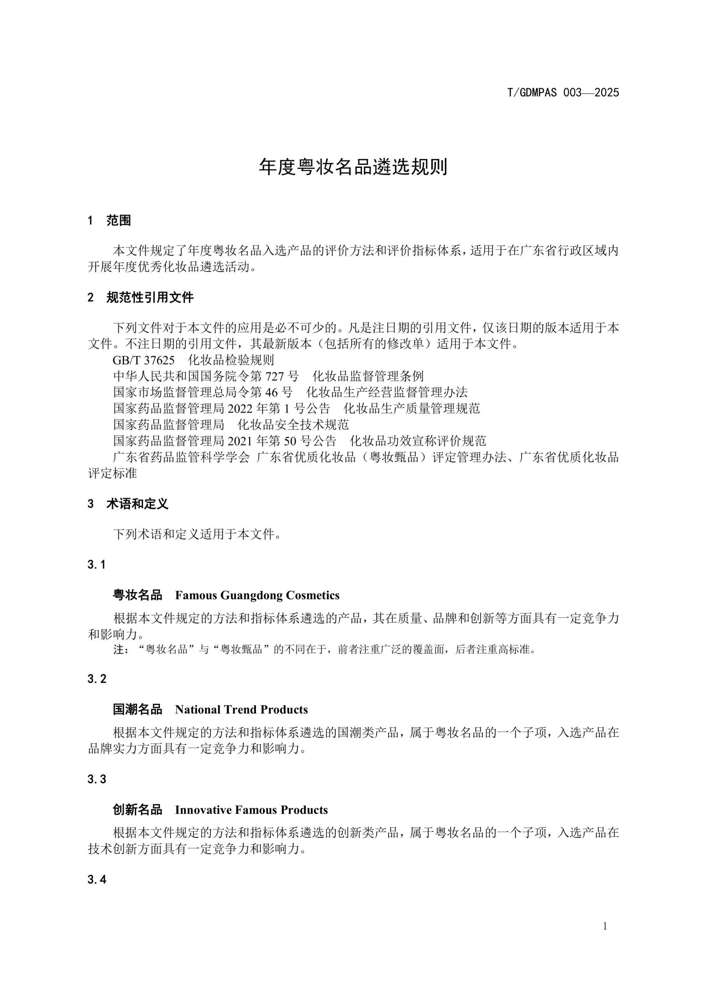 T/GDMPAS 003—2025
年度粤妆名品遴选规则
1 范围
本文件规定了年度粤妆名品入选产品的评价方法和评价指标体系，适用于在广东省行政区域内
开展年度优秀化妆品遴选活动。
2 规范性引用文件
下列文件对于本文件的应用是必不可少的。凡是注日期的引用文件，仅该日期的版本适用于本
文件。不注日期的引用文件，其最新版本（包括所有的修改单）适用于本文件。
GB/T 37625 化妆品检验规则
中华人民共和国国务院令第 727 号 化妆品监督管理条例
国家市场监督管理总局令第 46 号 化妆品生产经营监督管理办法
国家药品监督管理局 2022 年第 1 号公告 化妆品生产质量管理规范
国家药品监督管理局 化妆品安全技术规范
国家药品监督管理局 2021 年第 50 号公告 化妆品功效宣称评价规范
广东省药品监管科学学会 广东省优质化妆品（粤妆甄品）评定管理办法、广东省优质化妆品
评定标准
3 术语和定义
下列术语和定义适用于本文件。
3.1
粤妆名品 Famous Guangdong Cosmetics
根据本文件规定的方法和指标体系遴选的产品，其在质量、品牌和创新等方面具有一定竞争力
和影响力。
注：“粤妆名品”与“粤妆甄品”的不同在于，前者注重广泛的覆盖面，后者注重高标准。
3.2
国潮名品 National Trend Products
根据本文件规定的方法和指标体系遴选的国潮类产品，属于粤妆名品的一个子项，入选产品在
品牌实力方面具有一定竞争力和影响力。
3.3
创新名品 Innovative Famous Products
根据本文件规定的方法和指标体系遴选的创新类产品，属于粤妆名品的一个子项，入选产品在
技术创新方面具有一定竞争力和影响力。
3.4
1